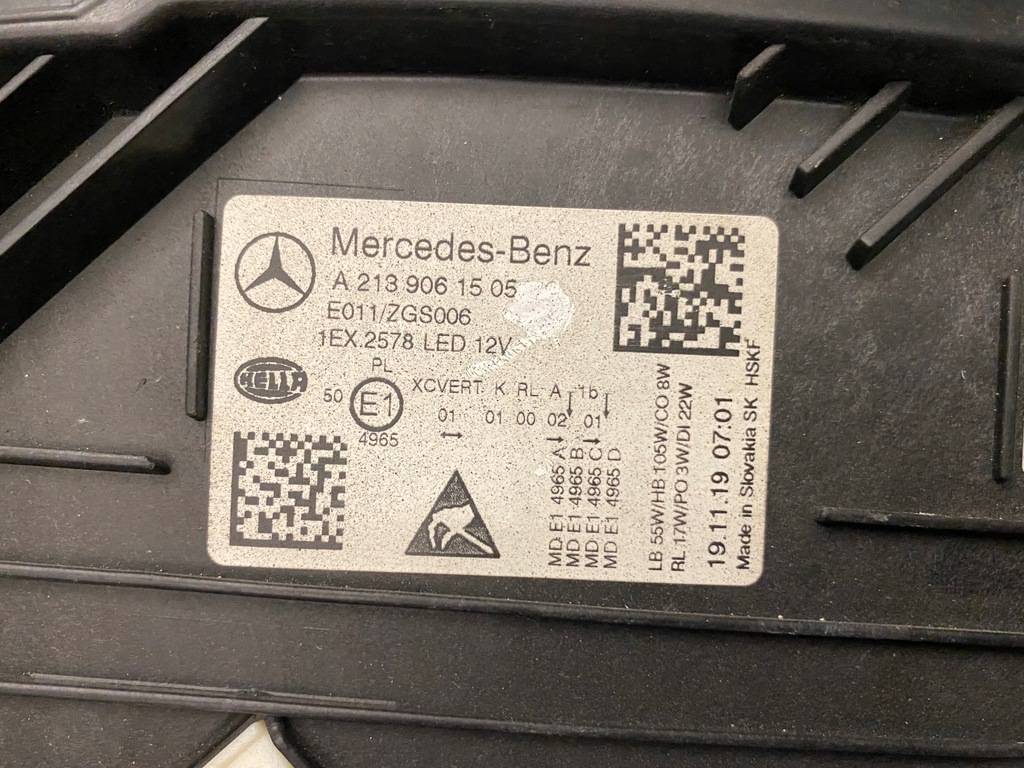 Mercedes-Benz
A 213 906 15 05
E011/ZGS006
1EX.2578 LED 12V
PL
HELLA
50 E1 XCVERT K RL A 1b
01 01 00 02 01
4965
MD E1 4965 A
MD E1 4965 B
MD E1 4965 C
MD E1 4965 D
LB 55W/HB 105W/CO 8W
RL 17W/PO 3W/DI 22W
19.11.19 07:01
Made in Slovakia SK HSKF